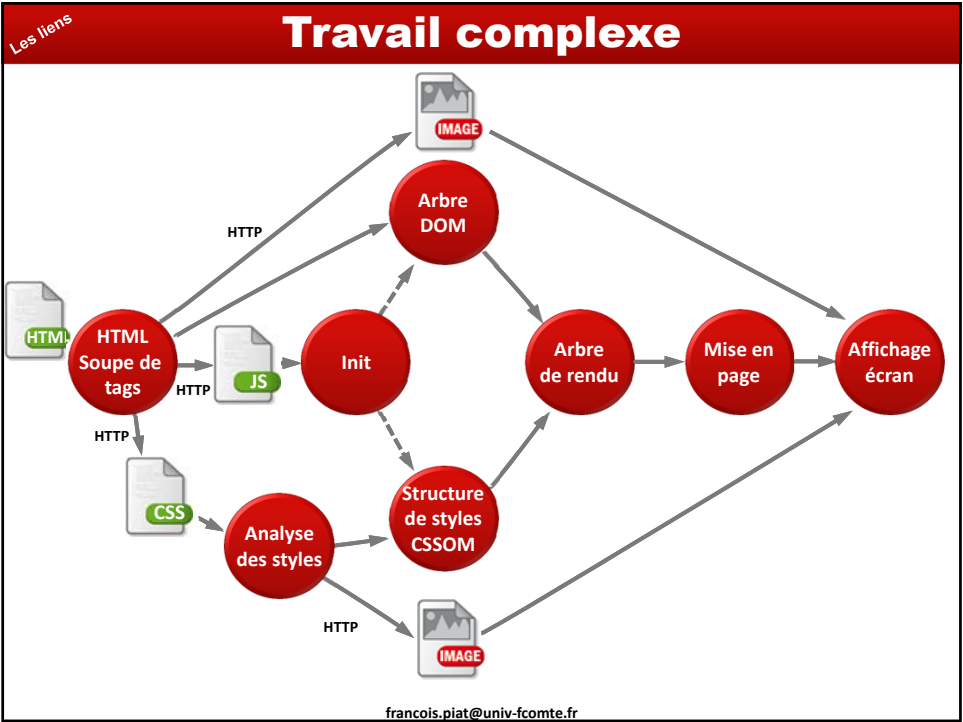 Les liens
Travail complexe
IMAGE
Arbre
DOM
HTTP
HTML
HTML
Soupe de
tags
HTTP
JS
Init
Arbre
de rendu
Mise en
page
Affichage
écran
HTTP
CSS
Analyse
des styles
Structure
de styles
CSSOM
HTTP
IMAGE
francois.piat@univ-fcomte.fr